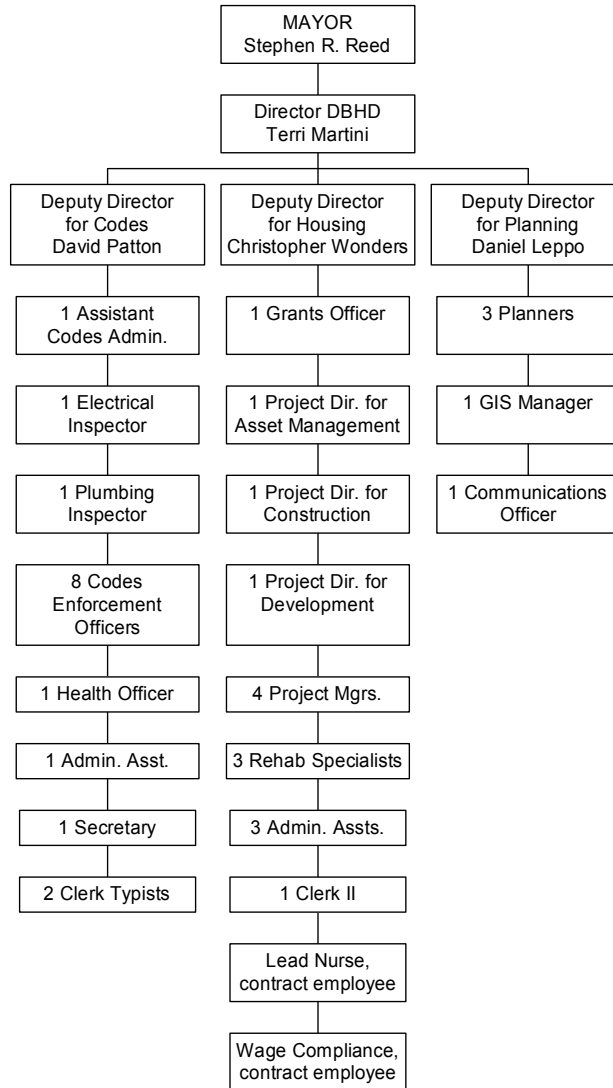 MAYOR
Stephen R. Reed
Director DBHD
Terri Martini
Deputy Director
for Codes
David Patton
1 Assistant
Codes Admin.
1 Electrical
Inspector
1 Plumbing
Inspector
8 Codes
Enforcement
Officers
1 Health Officer
1 Admin. Asst.
1 Secretary
2 Clerk Typists
Deputy Director
for Housing
Christopher Wonders
1 Grants Officer
1 Project Dir. for
Asset Management
1 Project Dir. for
Construction
1 Project Dir. for
Development
4 Project Mgrs.
3 Rehab Specialists
3 Admin. Assts.
1 Clerk II
Lead Nurse,
contract employee
Wage Compliance,
contract employee
Deputy Director
for Planning
Daniel Leppo
3 Planners
1 GIS Manager
1 Communications
Officer